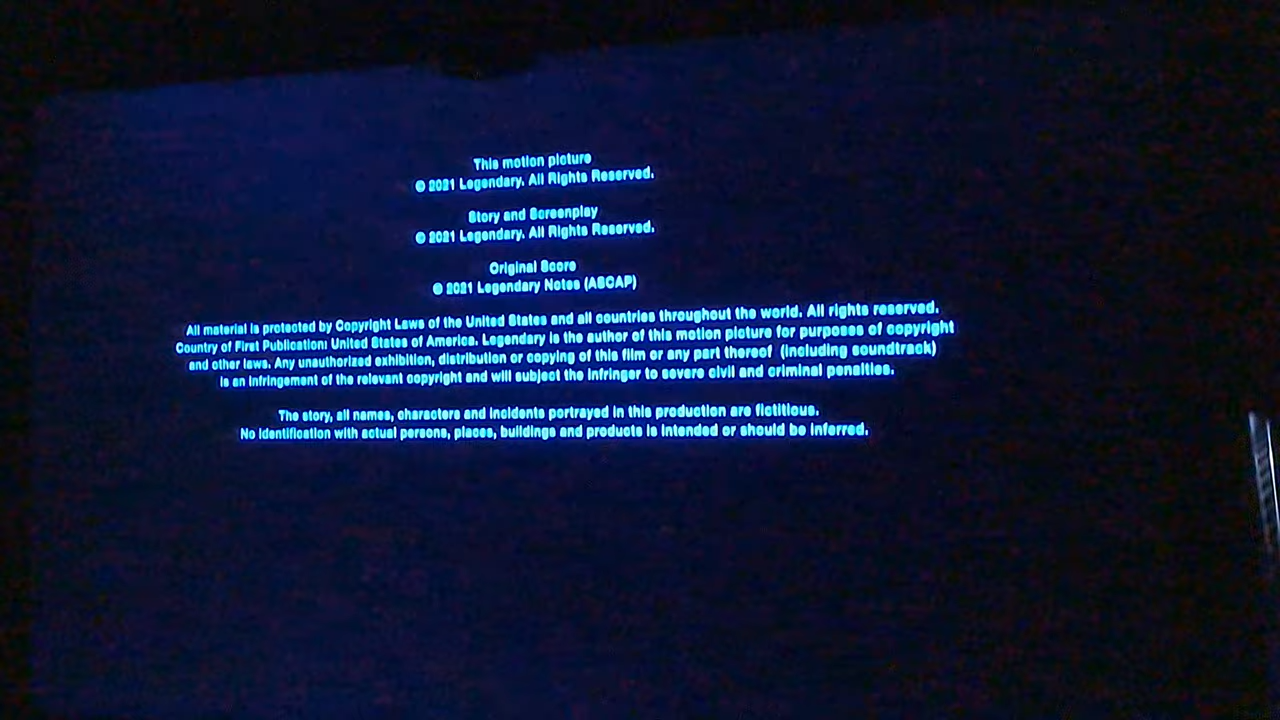 This motion picture
© 2021 Legendary. All Rights Reserved.
Story and Screenplay
© 2021 Legendary. All Rights Reserved.
Original Score
© 2021 Legendary Notes (ASCAP)
All material is protected by Copyright Laws of the United States and all countries throughout the world. All rights reserved.
Country of First Publication: United States of America. Legendary is the author of this motion picture for purposes of copyright
and other laws. Any unauthorized exhibition, distribution or copying of this film or any part thereof (including soundtrack)
is an infringement of the relevant copyright and will subject the infringer to severe civil and criminal penalties.
The story, all names, characters and incidents portrayed in this production are fictitious.
No identification with actual persons, places, buildings and products is intended or should be inferred.